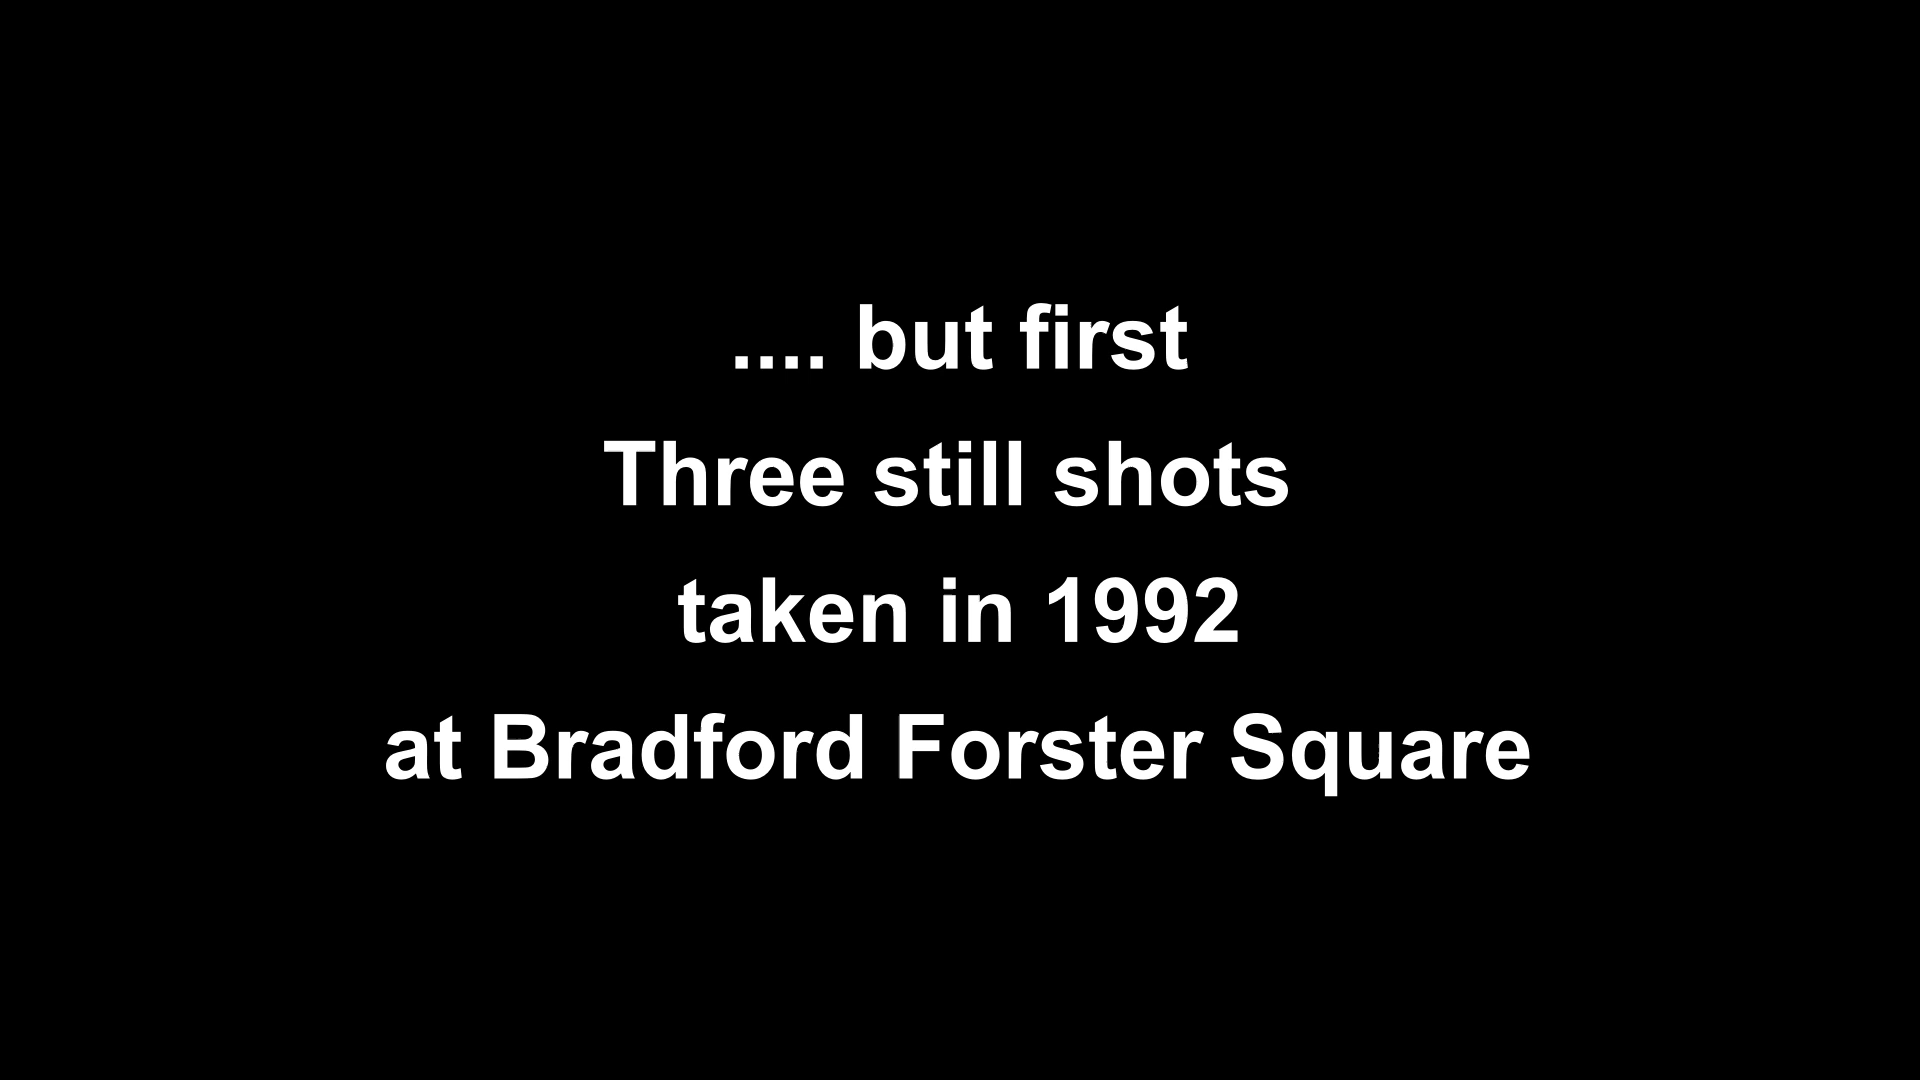 .... but first
Three still shots
taken in 1992
at Bradford Forster Square